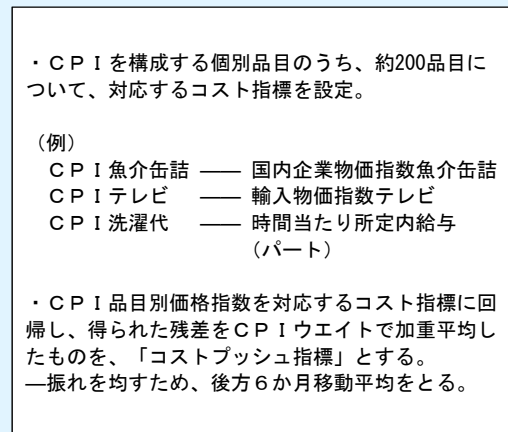 ・ＣＰＩを構成する個別品目のうち、約200品目に
ついて、対応するコスト指標を設定。
（例）
ＣＰＩ魚介缶詰 ―― 国内企業物価指数魚介缶詰
ＣＰＩテレビ ―― 輸入物価指数テレビ
ＣＰＩ洗濯代 ―― 時間当たり所定内給与
（パート）
・ＣＰＩ品目別価格指数を対応するコスト指標に回
帰し、得られた残差をＣＰＩウエイトで加重平均し
たものを、「コストプッシュ指標」とする。
―振れを均すため、後方６か月移動平均をとる。